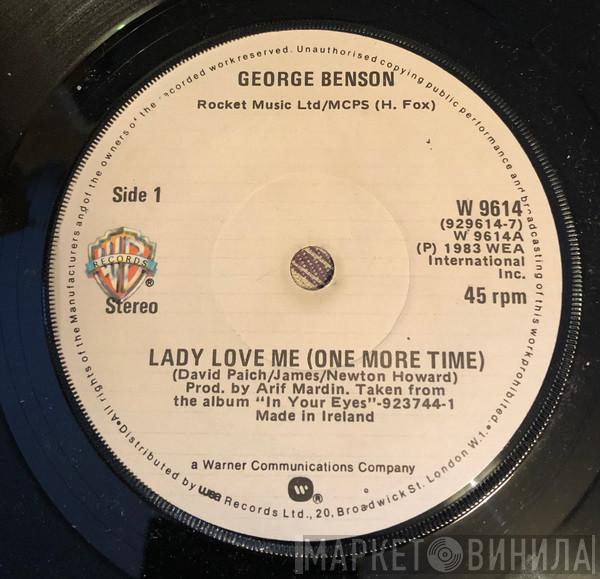 All rights of the Manufacturers and of the owners of the recorded work reserved. Unauthorised copying public performance and broadcasting of this work prohibited.
GEORGE BENSON
Rocket Music Ltd/MCPS (H. Fox)
Side 1
W 9614
(929614-7)
W 9614A
(P) 1983 WEA
International
Inc.
WB
RECORDS
®
Stereo
45 rpm
LADY LOVE ME (ONE MORE TIME)
(David Paich/James/Newton Howard)
Prod. by Arif Mardin. Taken from
the album "In Your Eyes"-923744-1
Made in Ireland
a Warner Communications Company
®
•Distributed by wea Records Ltd., 20, Broadwick St. London W.1.•
МАРКЕТ ВИНИЛА